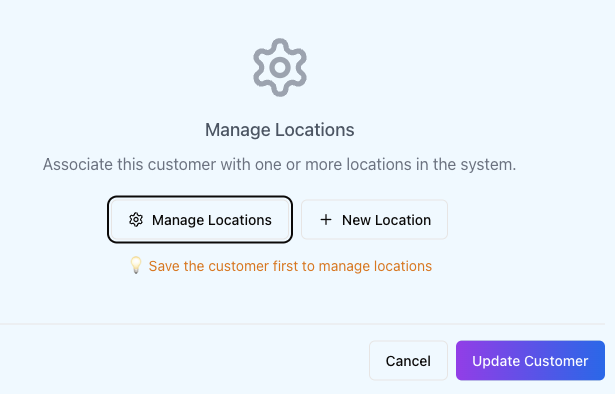 Manage Locations
Associate this customer with one or more locations in the system.
Manage Locations
New Location
Save the customer first to manage locations
Cancel
Update Customer